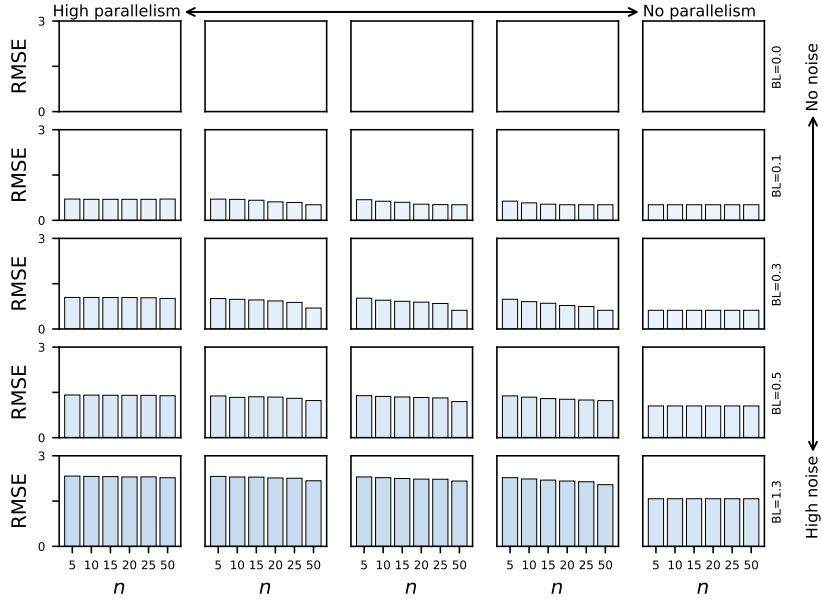 High parallelism No parallelism
3
RMSE
0
BL=0.0
No noise
3
RMSE
0
BL=0.1
3
RMSE
0
BL=0.3
3
RMSE
0
BL=0.5
3
RMSE
0
BL=1.3
High noise
5 10 15 20 25 50 5 10 15 20 25 50 5 10 15 20 25 50 5 10 15 20 25 50 5 10 15 20 25 50
n n n n n